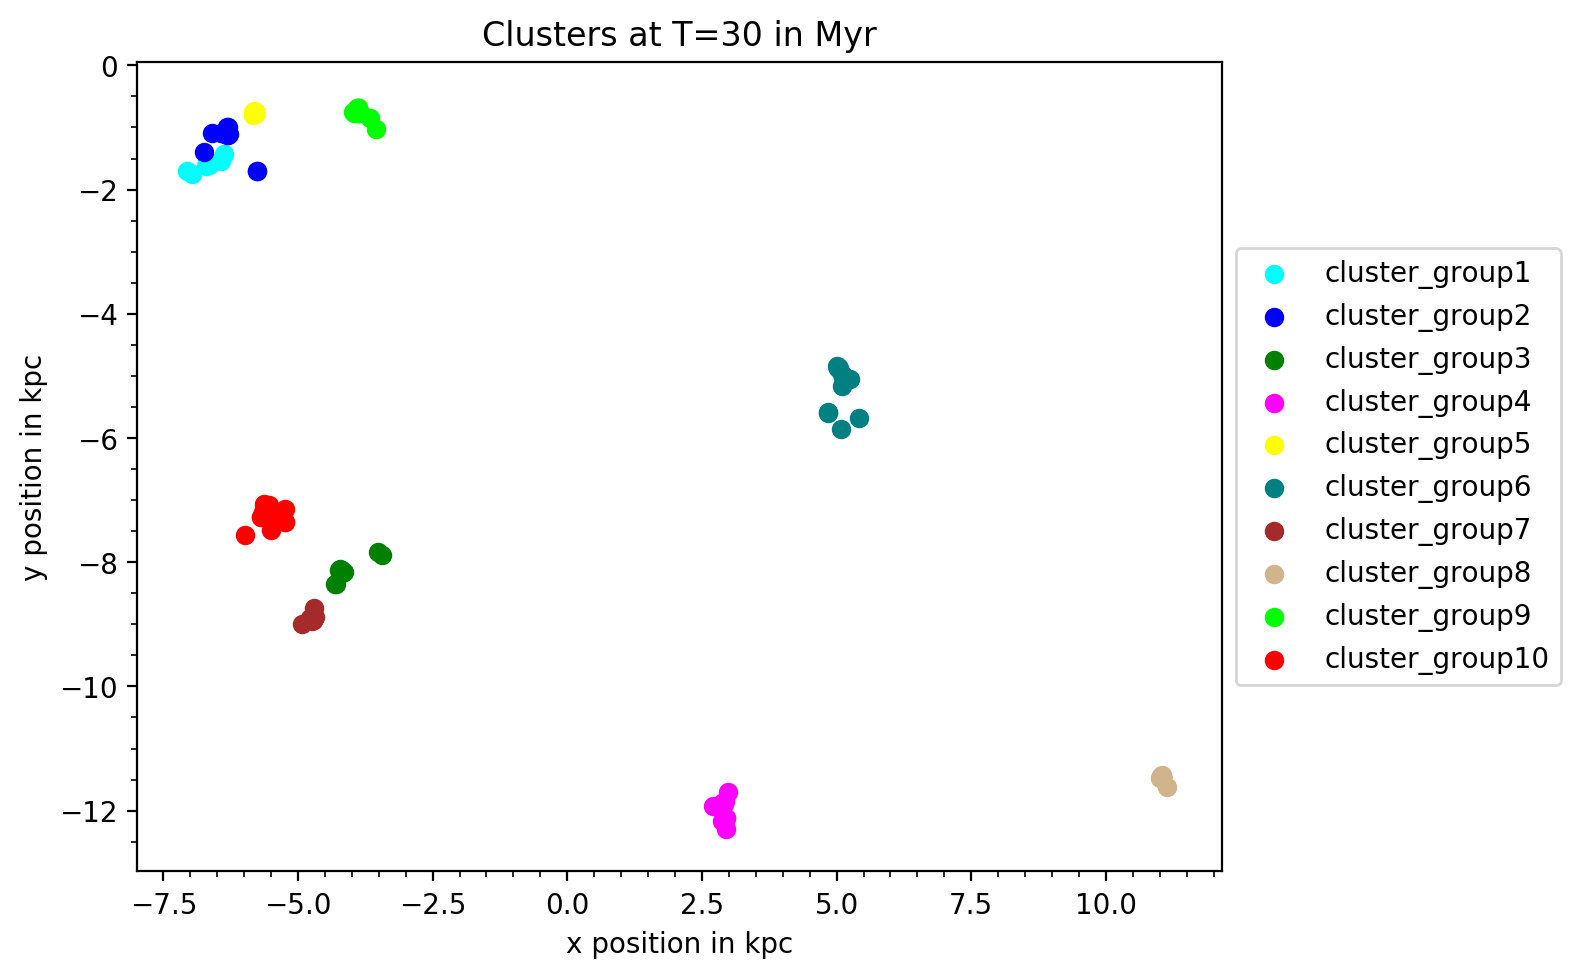 Clusters at T=30 in Myr
0
−2
−4
−6
−8
−10
−12
y position in kpc
−7.5 −5.0 −2.5 0.0 2.5 5.0 7.5 10.0
x position in kpc
cluster_group1
cluster_group2
cluster_group3
cluster_group4
cluster_group5
cluster_group6
cluster_group7
cluster_group8
cluster_group9
cluster_group10